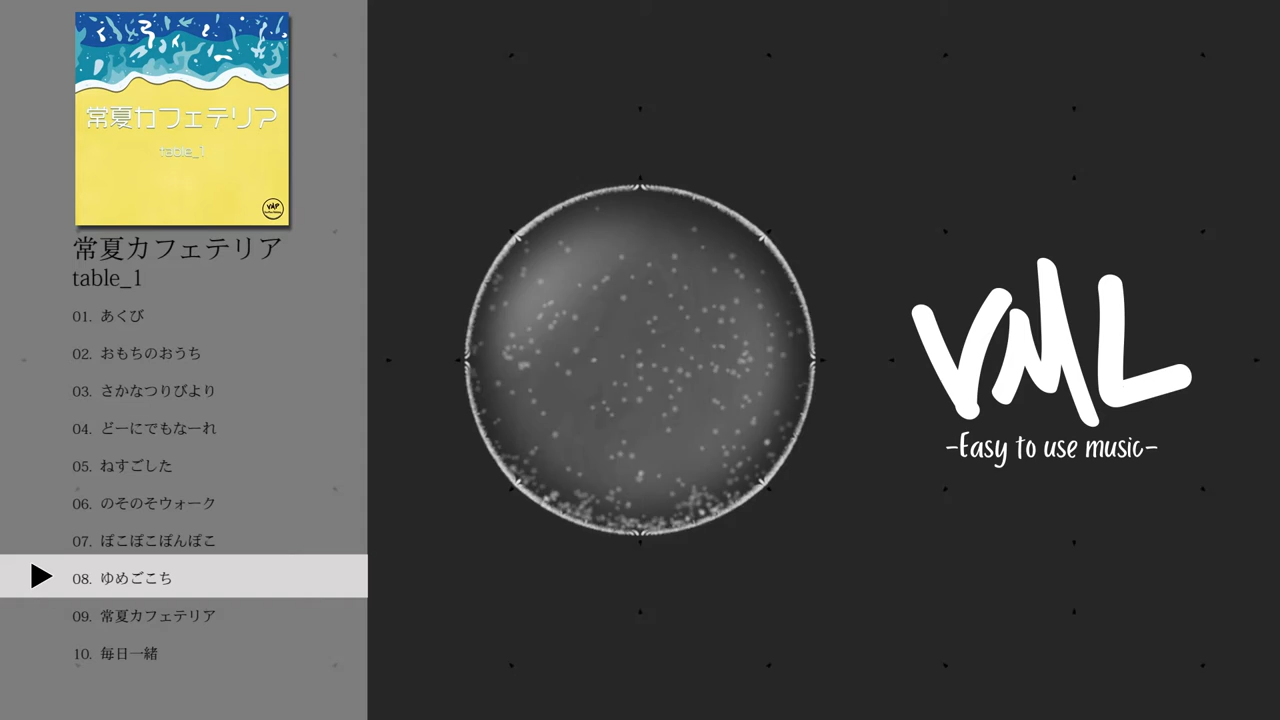 常夏カフェテリア
table_1
VMP
常夏カフェテリア
table_1
01. あくび
02. おもちのおうち
03. さかなつりびより
04. どーにでもなーれ
05. ねすごした
06. のそのそウォーク
07. ぽこぽこぽんぽこ
08. ゆめごこち
09. 常夏カフェテリア
10. 毎日一緒
VML
-Easy to use music-